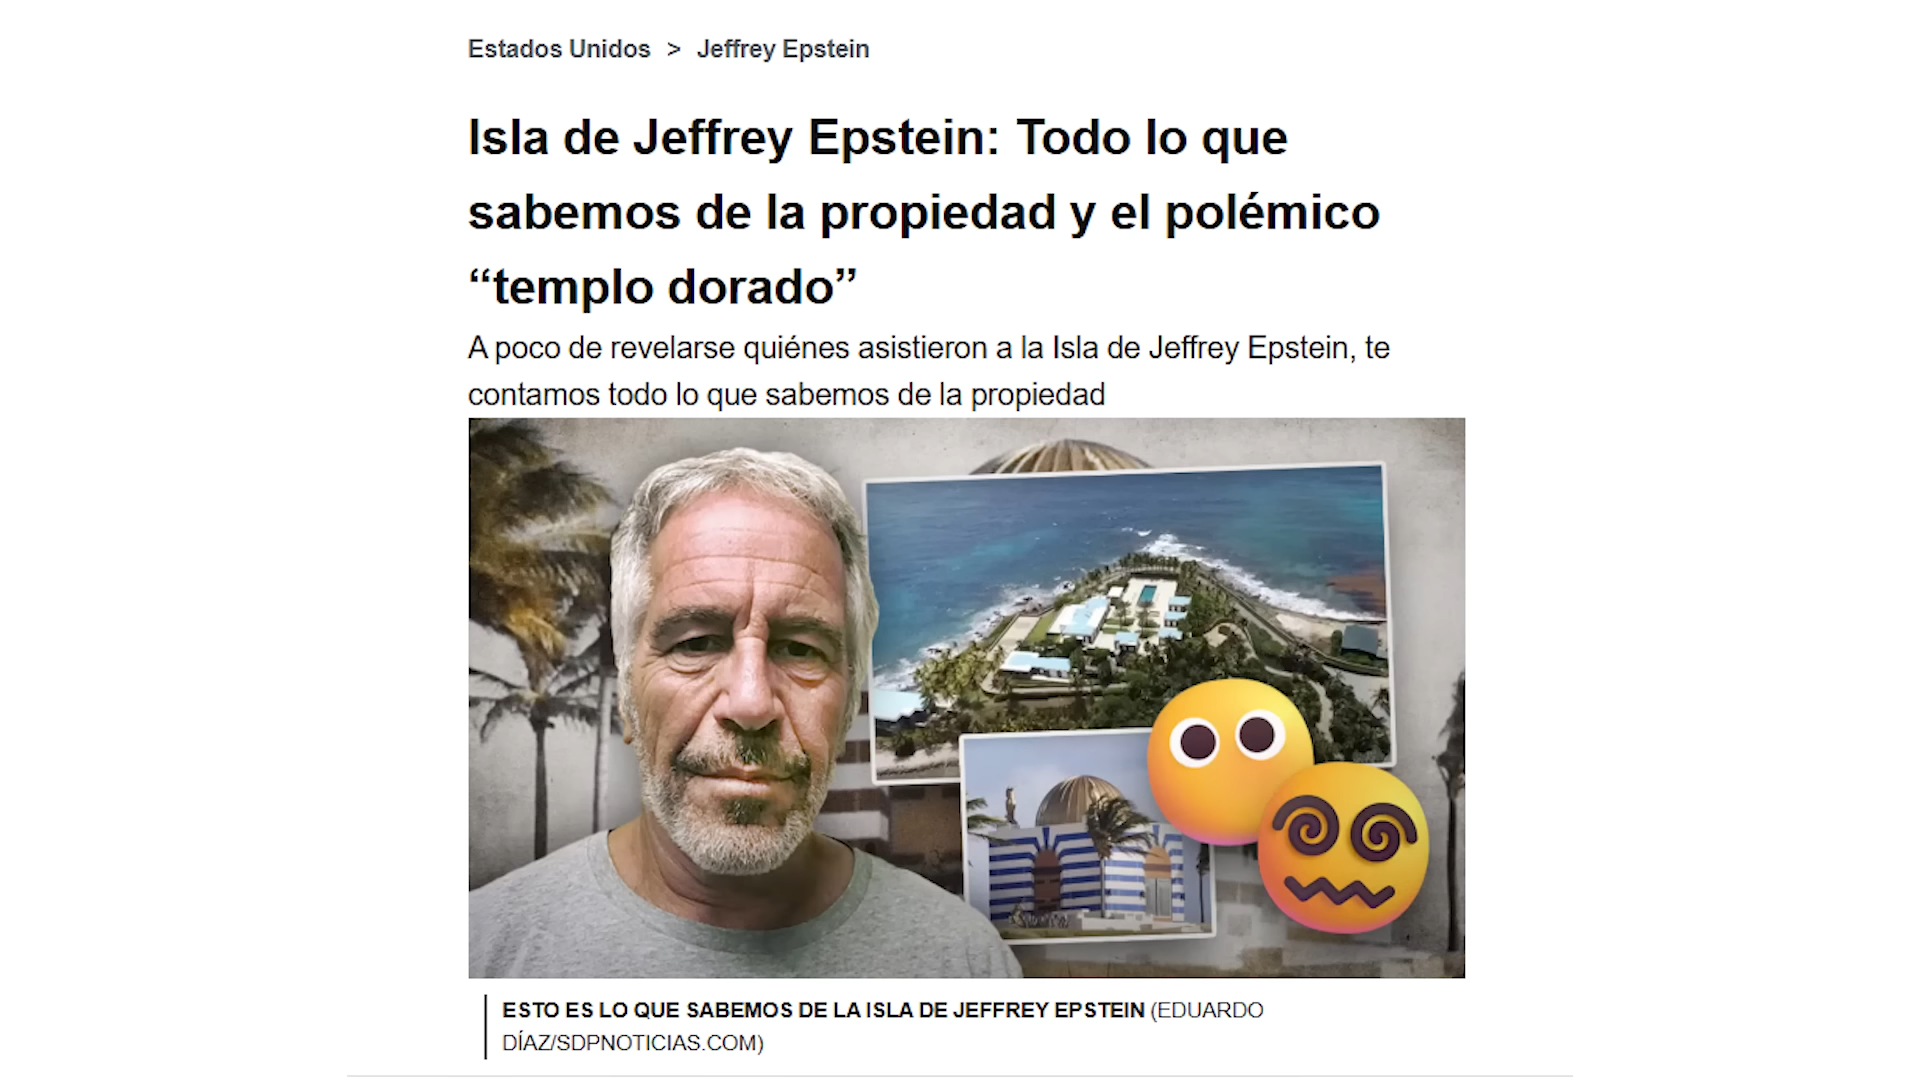 Estados Unidos > Jeffrey Epstein
Isla de Jeffrey Epstein: Todo lo que
sabemos de la propiedad y el polémico
“templo dorado”
A poco de revelarse quiénes asistieron a la Isla de Jeffrey Epstein, te
contamos todo lo que sabemos de la propiedad
ESTO ES LO QUE SABEMOS DE LA ISLA DE JEFFREY EPSTEIN (EDUARDO
DÍAZ/SDPNOTICIAS.COM)